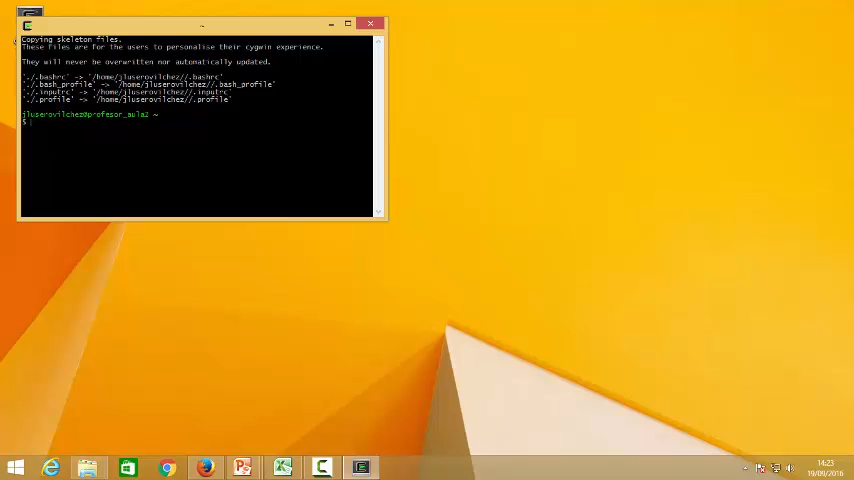 ~
Copying skeleton files.
These files are for the users to personalise their cygwin experience.
They will never be overwritten nor automatically updated.
'./.bashrc' -> '/home/jluserovilchez//.bashrc'
'./.bash_profile' -> '/home/jluserovilchez//.bash_profile'
'./.inputrc' -> '/home/jluserovilchez//.inputrc'
'./.profile' -> '/home/jluserovilchez//.profile'
jluserovilchez@profesor_aula2 ~
$
14:23
19/09/2016